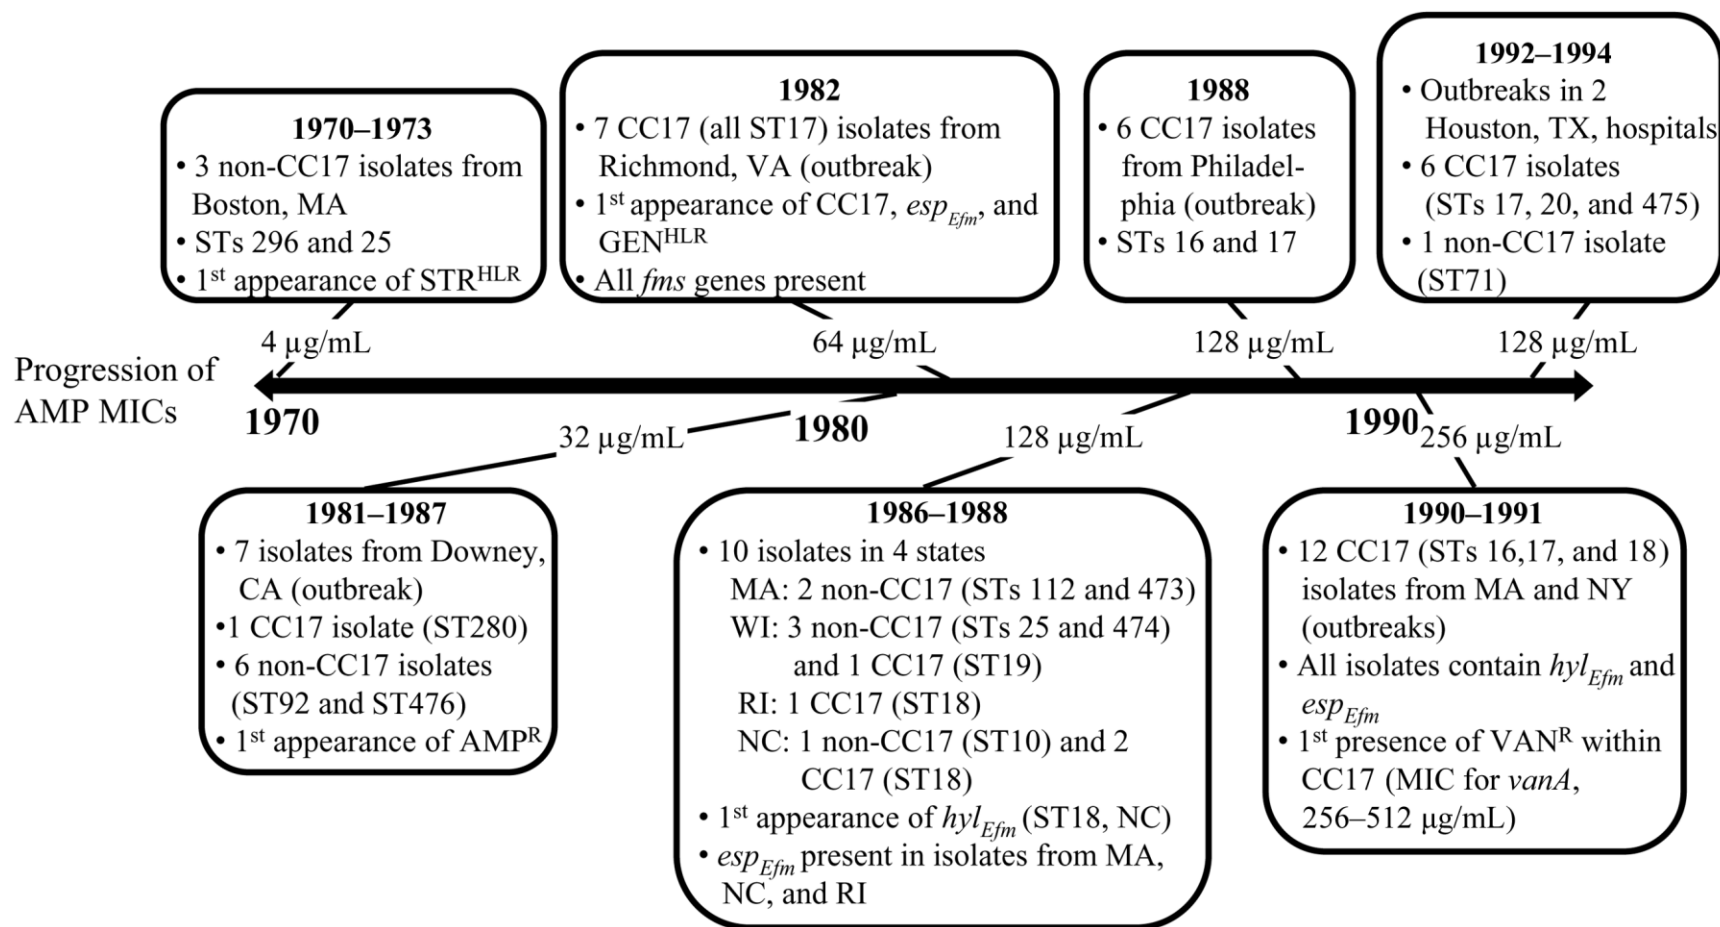 1970–1973
• 3 non-CC17 isolates from
Boston, MA
• STs 296 and 25
• 1st appearance of STRHLR
1982
• 7 CC17 (all ST17) isolates from
Richmond, VA (outbreak)
• 1st appearance of CC17, espEfm, and
GENHLR
• All fms genes present
1988
• 6 CC17 isolates
from Philadel-
phia (outbreak)
• STs 16 and 17
1992–1994
• Outbreaks in 2
Houston, TX, hospitals
• 6 CC17 isolates
(STs 17, 20, and 475)
• 1 non-CC17 isolate
(ST71)
4 µg/mL
64 µg/mL
128 µg/mL
128 µg/mL
Progression of
AMP MICs
1970
1980
1990
32 µg/mL
128 µg/mL
256 µg/mL
1981–1987
• 7 isolates from Downey,
CA (outbreak)
•1 CC17 isolate (ST280)
• 6 non-CC17 isolates
(ST92 and ST476)
• 1st appearance of AMPR
1986–1988
• 10 isolates in 4 states
MA: 2 non-CC17 (STs 112 and 473)
WI: 3 non-CC17 (STs 25 and 474)
and 1 CC17 (ST19)
RI: 1 CC17 (ST18)
NC: 1 non-CC17 (ST10) and 2
CC17 (ST18)
• 1st appearance of hylEfm (ST18, NC)
• espEfm present in isolates from MA,
NC, and RI
1990–1991
• 12 CC17 (STs 16,17, and 18)
isolates from MA and NY
(outbreaks)
• All isolates contain hylEfm and
espEfm
• 1st presence of VANR within
CC17 (MIC for vanA,
256–512 µg/mL)